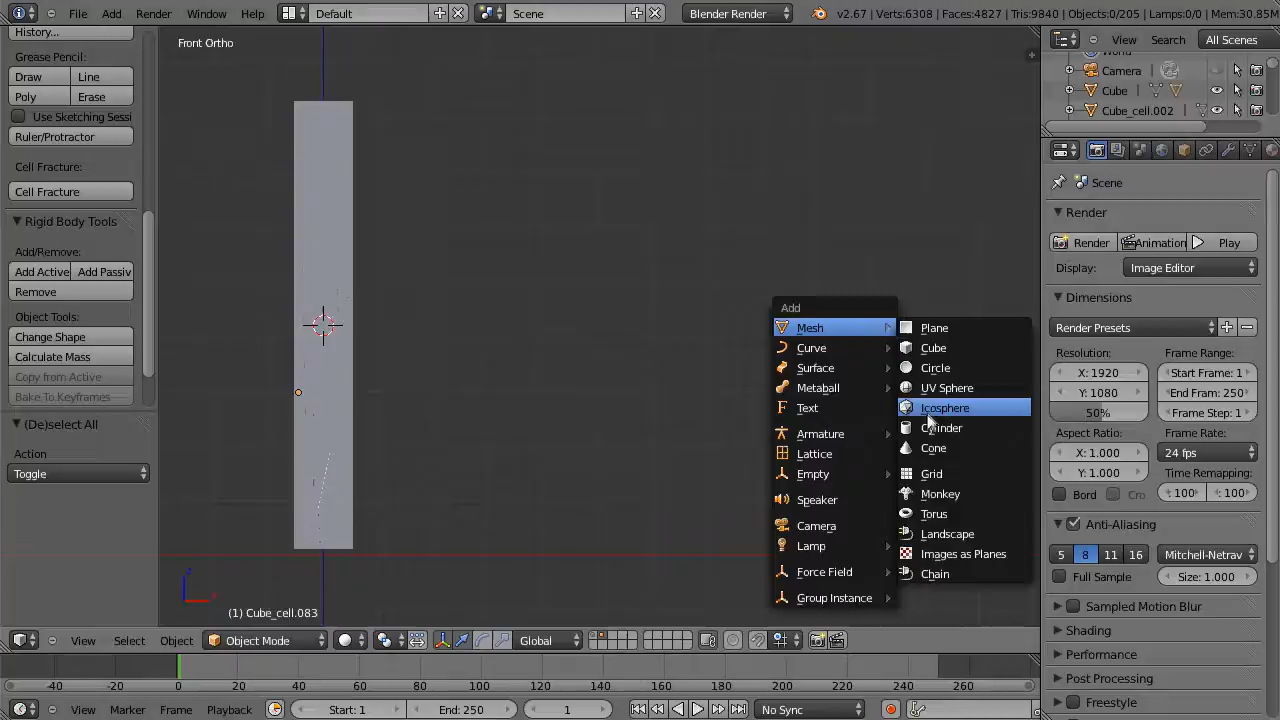 File Add Render Window Help Default Scene Blender Render v2.67 | Verts:6308 | Faces:4827 | Tris:9840 | Objects:0/205 | Lamps:0/0 | Mem:30.85M
History...
Grease Pencil:
Draw Line
Poly Erase
Use Sketching Sessi
Ruler/Protractor
Cell Fracture:
Cell Fracture
Rigid Body Tools
Add/Remove:
Add Active Add Passiv
Remove
Object Tools:
Change Shape
Calculate Mass
Copy from Active
Bake To Keyframes
(De)select All
Action
Toggle
Front Ortho
(1) Cube_cell.083
Add
Mesh
Curve
Surface
Metaball
Text
Armature
Lattice
Empty
Speaker
Camera
Lamp
Force Field
Group Instance
Plane
Cube
Circle
UV Sphere
Icosphere
Cylinder
Cone
Grid
Monkey
Torus
Landscape
Images as Planes
Chain
View Search All Scenes
World
Camera
Cube
Cube_cell.002
Scene
Render
Render Animation Play
Display: Image Editor
Dimensions
Render Presets
Resolution: Frame Range:
X: 1920 Start Frame: 1
Y: 1080 End Fram: 250
50% Frame Step: 1
Aspect Ratio: Frame Rate:
X: 1.000 24 fps
Y: 1.000 Time Remapping:
Bord Cro :100 :100
Anti-Aliasing
5 8 11 16 Mitchell-Netrav
Full Sample Size: 1.000
Sampled Motion Blur
Shading
Performance
Post Processing
Freestyle
View Select Object Object Mode Global
-40 -20 0 20 40 60 80 100 120 140 160 180 200 220 240 260
View Marker Frame Playback Start: 1 End: 250 1 No Sync